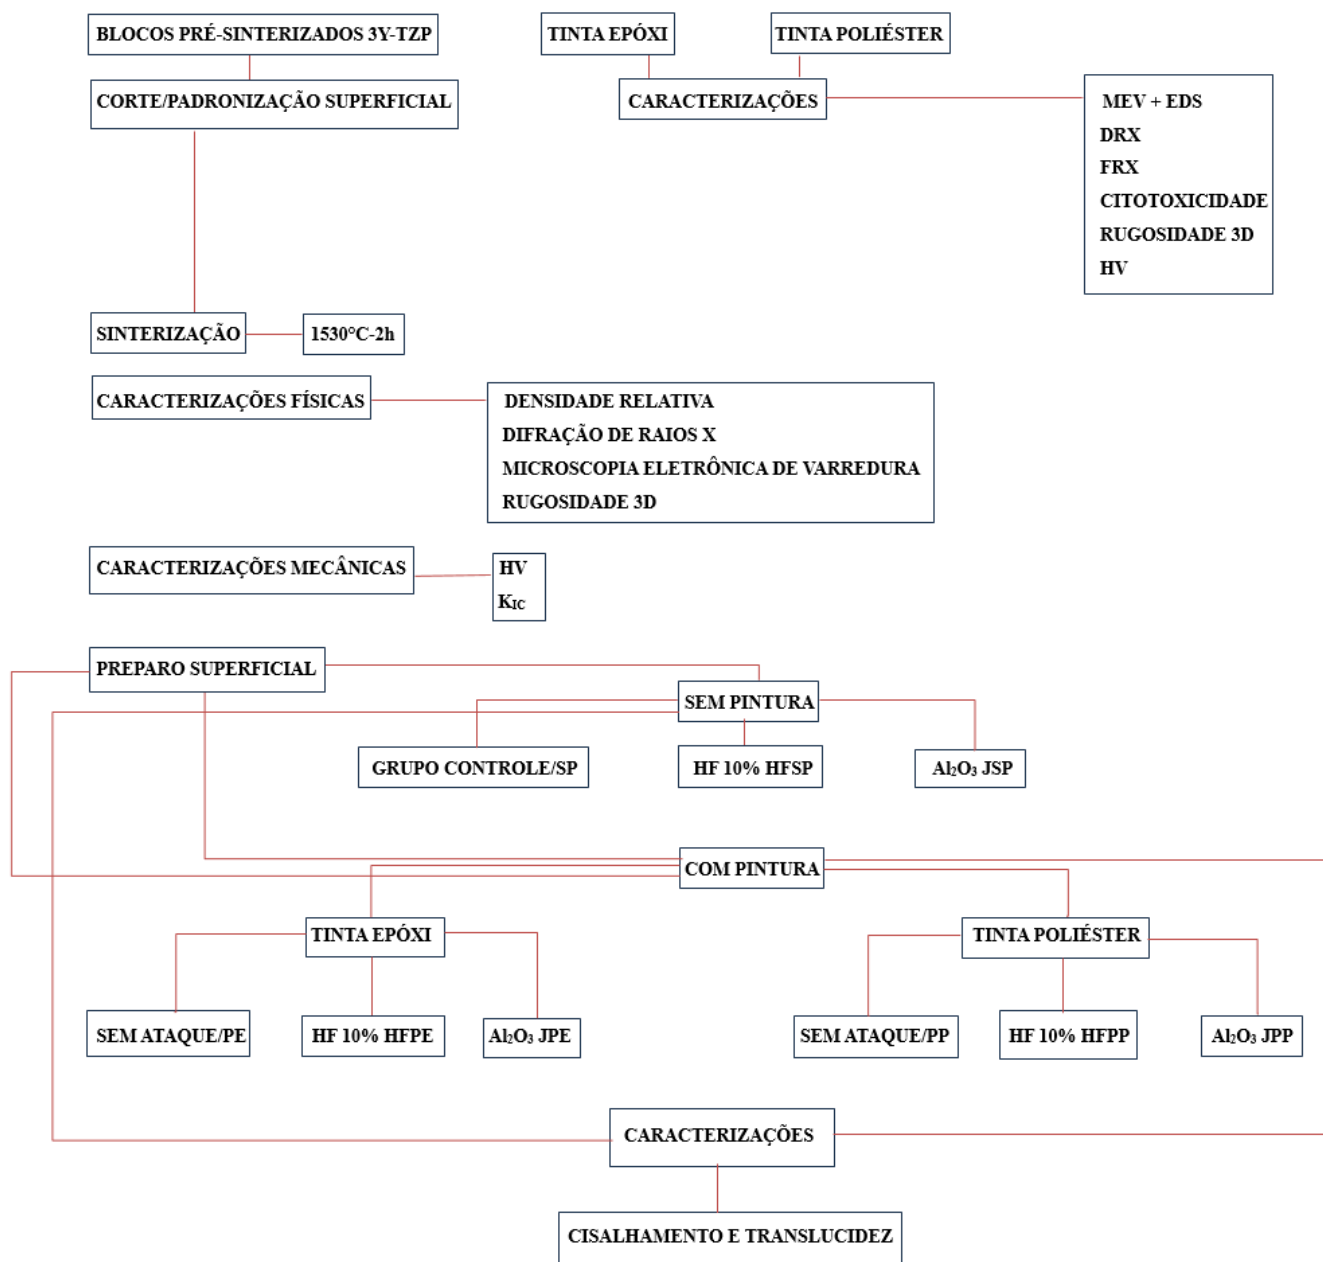 BLOCOS PRÉ-SINTERIZADOS 3Y-TZP
TINTA EPÓXI
TINTA POLIÉSTER
CORTE/PADRONIZAÇÃO SUPERFICIAL
CARACTERIZAÇÕES
MEV + EDS
DRX
FRX
CITOTOXICIDADE
RUGOSIDADE 3D
HV
SINTERIZAÇÃO
1530°C-2h
CARACTERIZAÇÕES FÍSICAS
DENSIDADE RELATIVA
DIFRAÇÃO DE RAIOS X
MICROSCOPIA ELETRÔNICA DE VARREDURA
RUGOSIDADE 3D
CARACTERIZAÇÕES MECÂNICAS
HV
K_IC
PREPARO SUPERFICIAL
SEM PINTURA
GRUPO CONTROLE/SP
HF 10% HFSP
Al₂O₃ JSP
COM PINTURA
TINTA EPÓXI
TINTA POLIÉSTER
SEM ATAQUE/PE
HF 10% HFPE
Al₂O₃ JPE
SEM ATAQUE/PP
HF 10% HFPP
Al₂O₃ JPP
CARACTERIZAÇÕES
CISALHAMENTO E TRANSLUCIDEZ